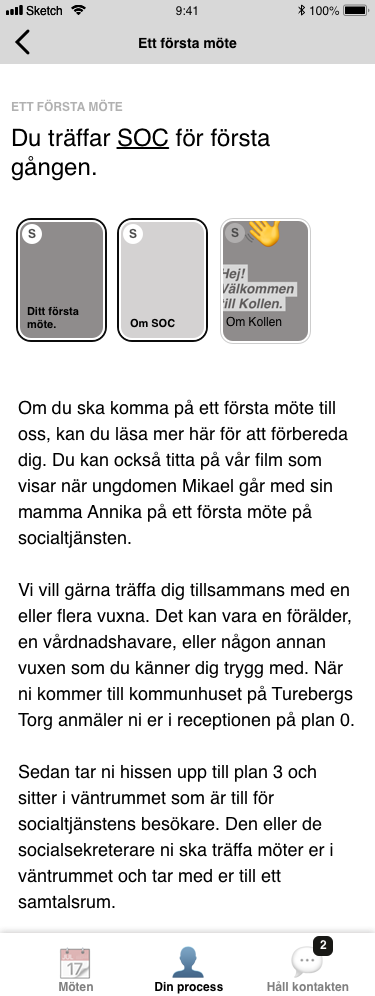 Sketch 9:41 100%
Ett första möte
ETT FÖRSTA MÖTE
Du träffar SOC för första
gången.
S S S
Hej!
Välkommen
till Kollen.
Ditt första
möte.
Om SOC
Om Kollen
Om du ska komma på ett första möte till
oss, kan du läsa mer här för att förbereda
dig. Du kan också titta på vår film som
visar när ungdomen Mikael går med sin
mamma Annika på ett första möte på
socialtjänsten.
Vi vill gärna träffa dig tillsammans med en
eller flera vuxna. Det kan vara en förälder,
en vårdnadshavare, eller någon annan
vuxen som du känner dig trygg med. När
ni kommer till kommunhuset på Turebergs
Torg anmäler ni er i receptionen på plan 0.
Sedan tar ni hissen upp till plan 3 och
sitter i väntrummet som är till för
socialtjänstens besökare. Den eller de
socialsekreterare ni ska träffa möter er i
väntrummet och tar med er till ett
samtalsrum.
17
2
Möten Din process Håll kontakten